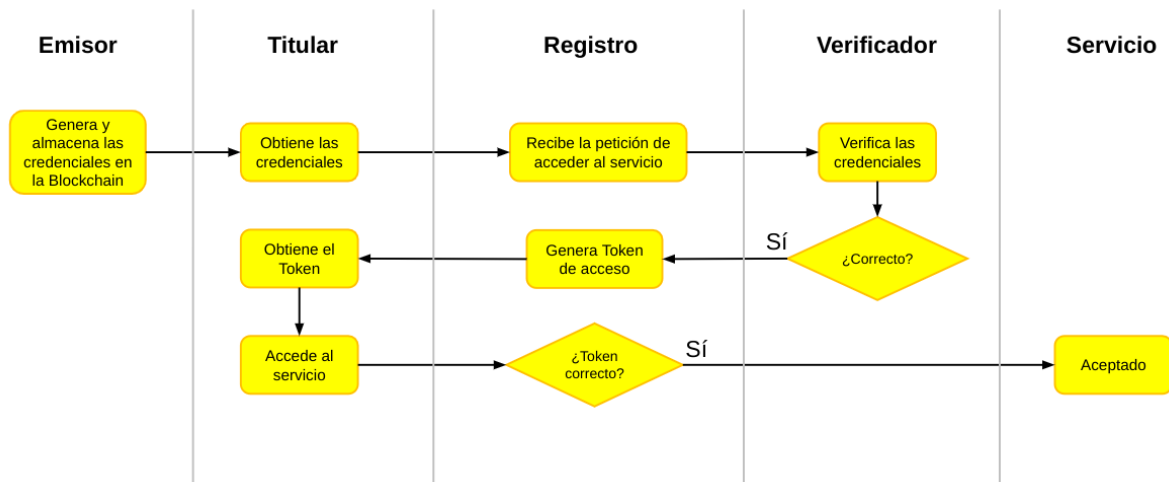 Emisor
Titular
Registro
Verificador
Servicio
Genera y
almacena las
credenciales en
la Blockchain
Obtiene las
credenciales
Recibe la petición de
acceder al servicio
Verifica las
credenciales
Obtiene el
Token
Genera Token
de acceso
Sí
¿Correcto?
Accede al
servicio
¿Token
correcto?
Sí
Aceptado